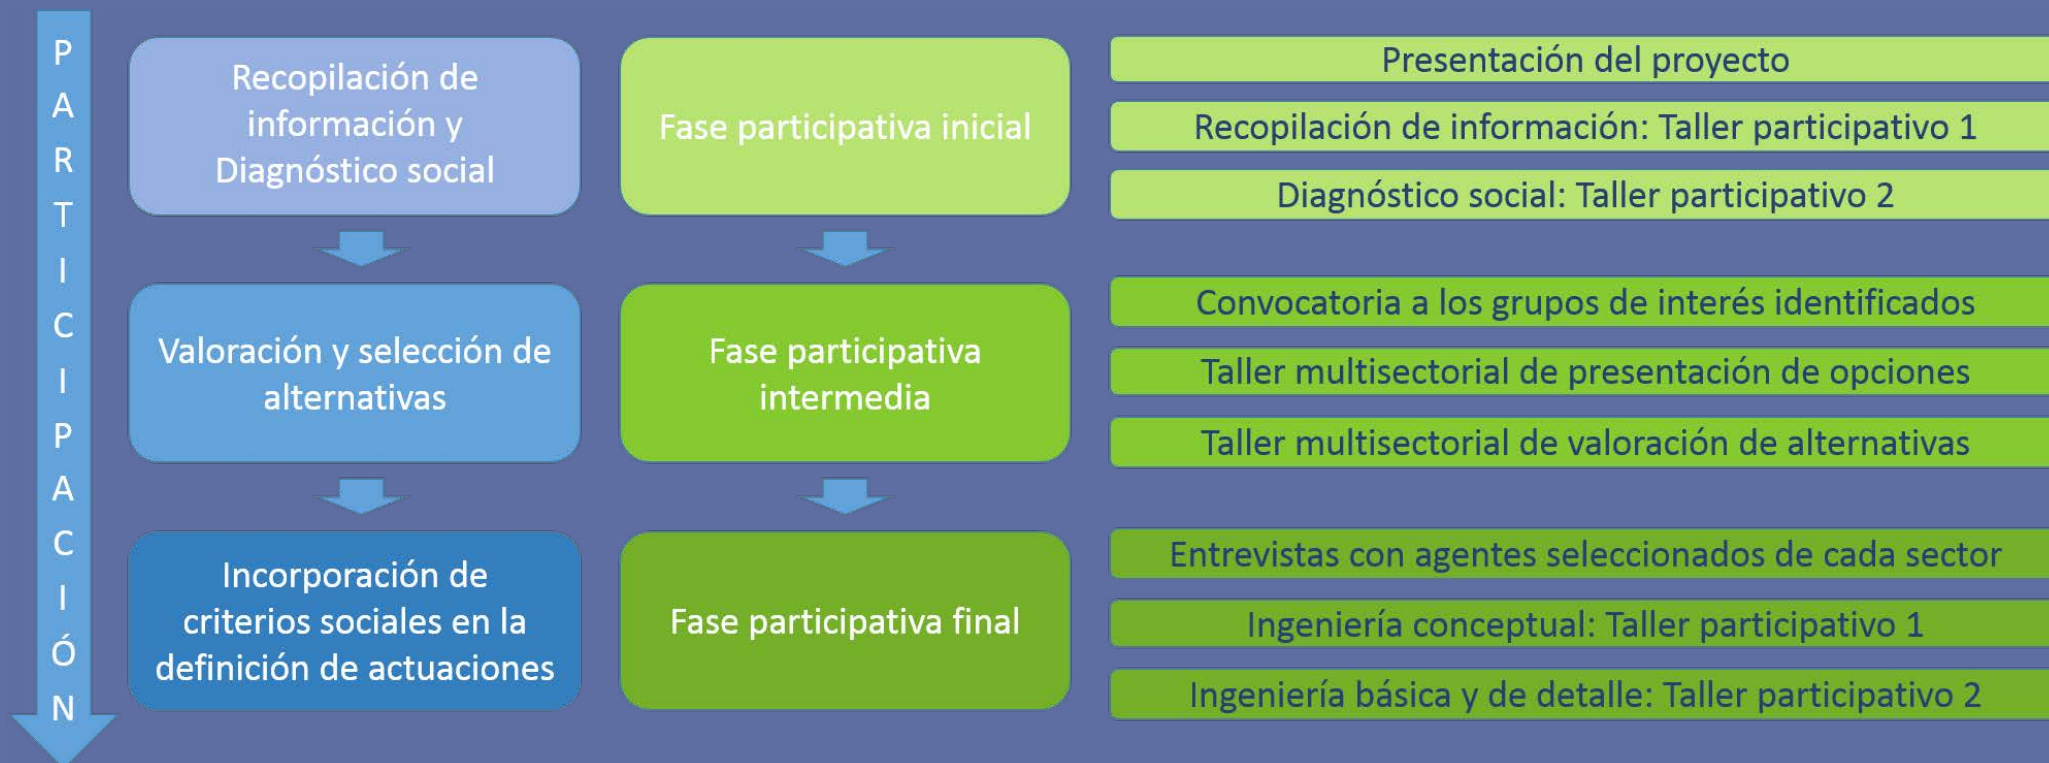 PARTICIPACIÓN
Recopilación de
información y
Diagnóstico social
Fase participativa inicial
Presentación del proyecto
Recopilación de información: Taller participativo 1
Diagnóstico social: Taller participativo 2
Valoración y selección de
alternativas
Fase participativa
intermedia
Convocatoria a los grupos de interés identificados
Taller multisectorial de presentación de opciones
Taller multisectorial de valoración de alternativas
Incorporación de
criterios sociales en la
definición de actuaciones
Fase participativa final
Entrevistas con agentes seleccionados de cada sector
Ingeniería conceptual: Taller participativo 1
Ingeniería básica y de detalle: Taller participativo 2